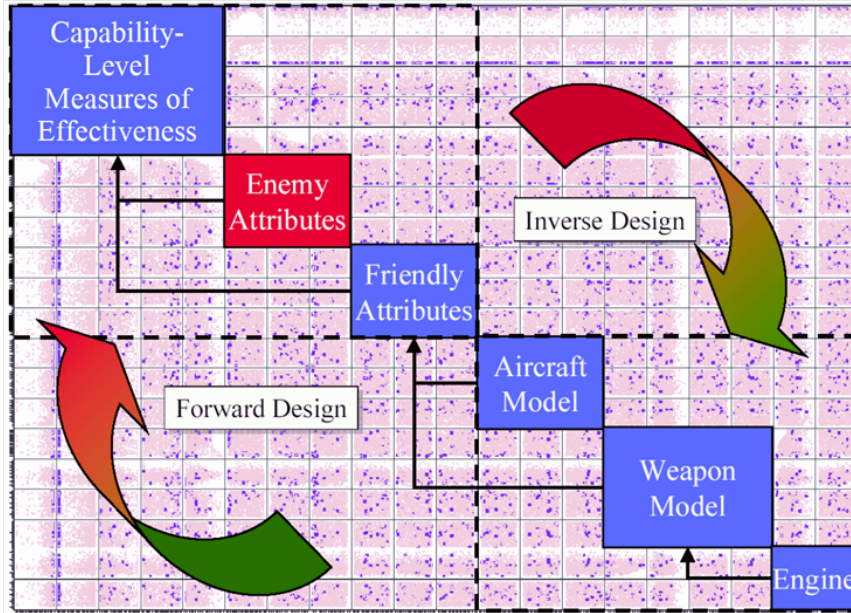 Capability-
Level
Measures of
Effectiveness
Enemy
Attributes
Inverse Design
Friendly
Attributes
Aircraft
Model
Forward Design
Weapon
Model
Engine